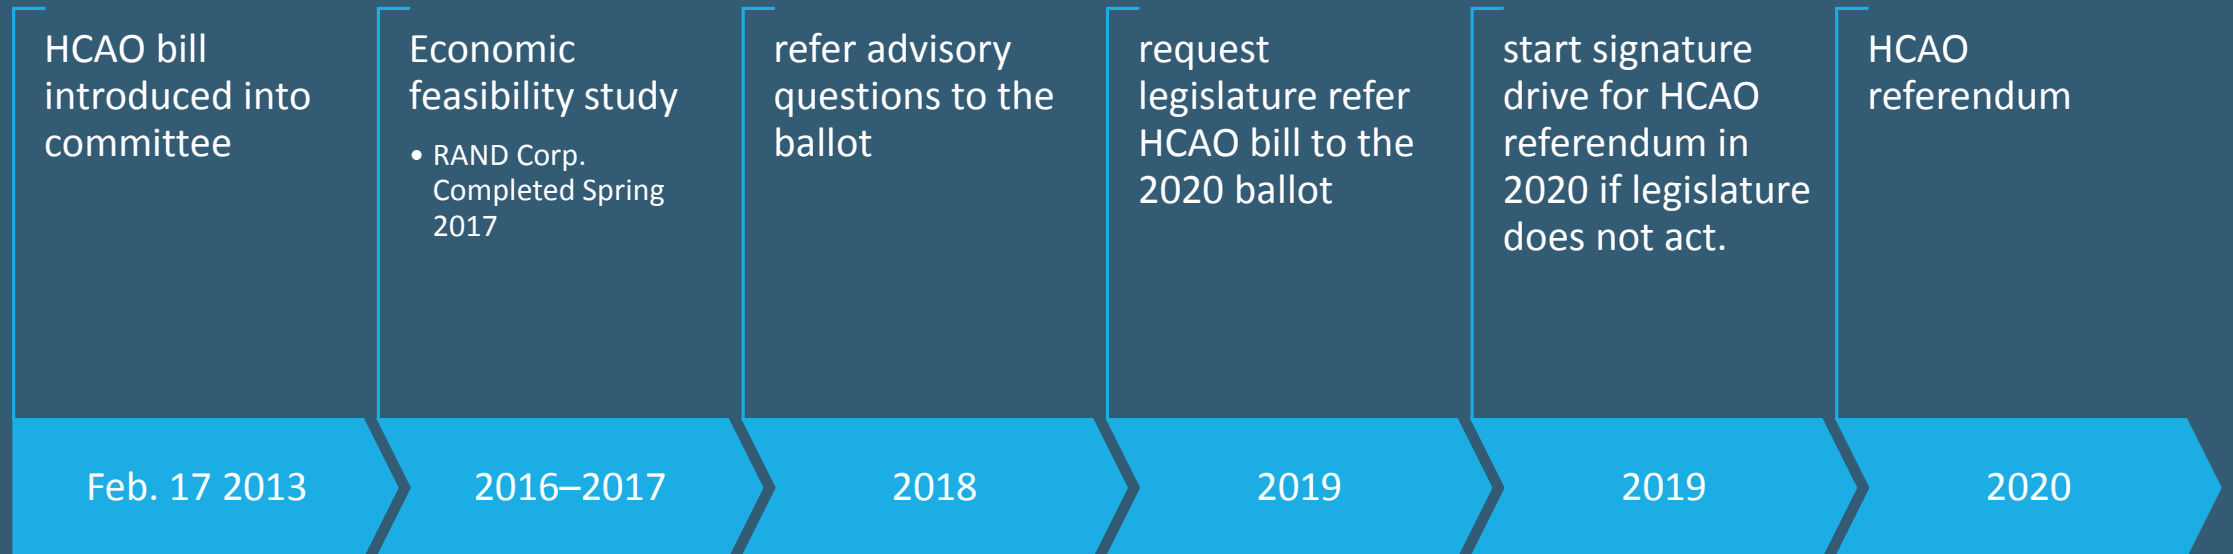 HCAO bill
introduced into
committee
Economic
feasibility study
• RAND Corp.
Completed Spring
2017
refer advisory
questions to the
ballot
request
legislature refer
HCAO bill to the
2020 ballot
start signature
drive for HCAO
referendum in
2020 if legislature
does not act.
HCAO
referendum
Feb. 17 2013
2016–2017
2018
2019
2019
2020